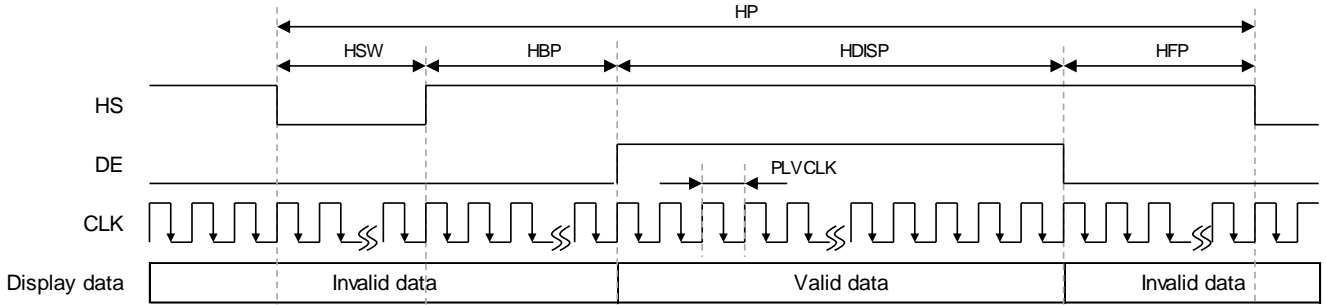 HP
HSW HBP HDISP HFP
HS
DE PLVCLK
CLK
Display data Invalid data Valid data Invalid data